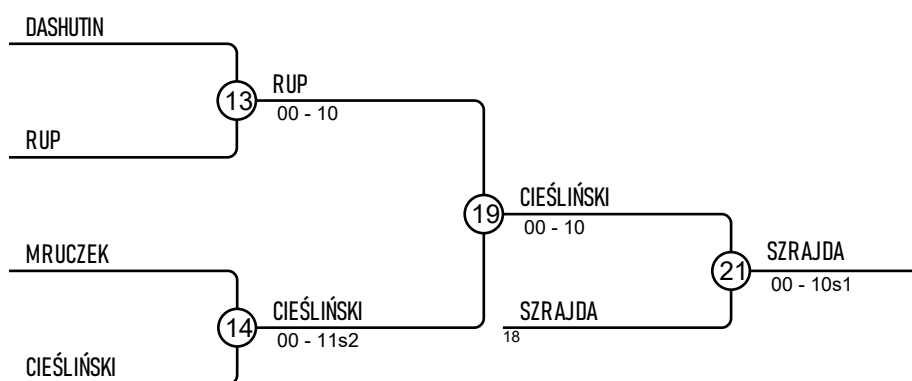 DASHUTIN
13
RUP
00 - 10
RUP
19
CIEŚLIŃSKI
00 - 10
MRUCZEK
21
SZRAJDA
00 - 10s1
14
CIEŚLIŃSKI
00 - 11s2
SZRAJDA
18
CIEŚLIŃSKI